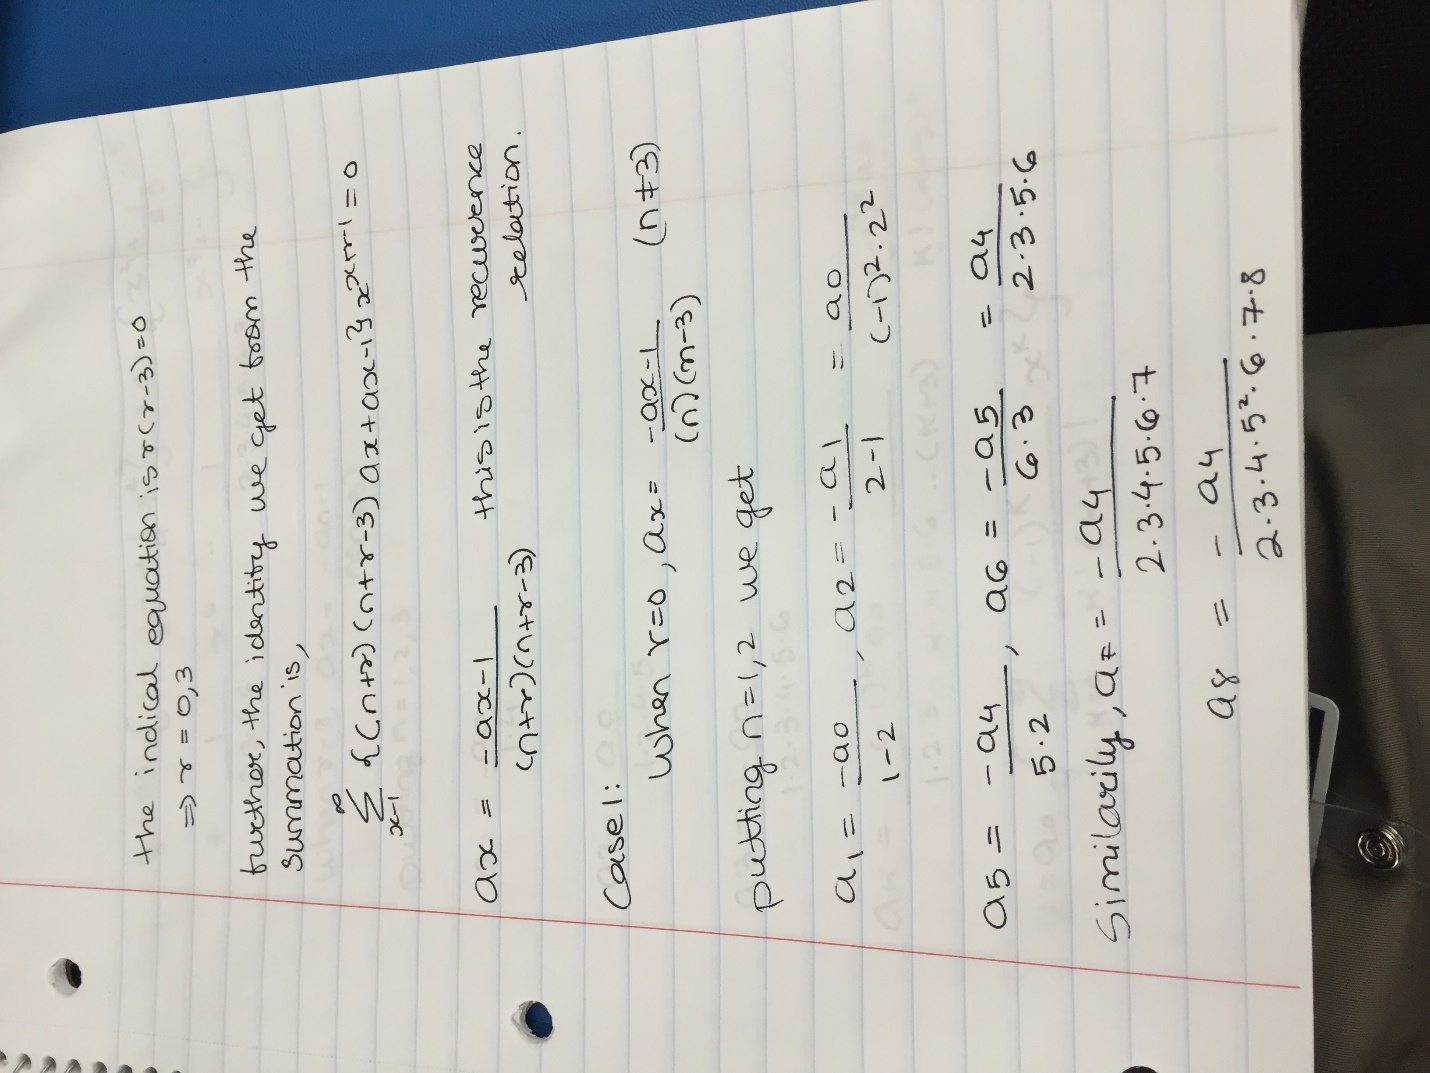 the indical equation is r(r-3)=0
=> r = 0,3
further, the identity we get from the
summation is,
∞
∑ {(n+r)(n+r-3) ax+ax-1} x^x+r-1 = 0
x-1
ax = -ax-1 / (n+r)(n+r-3) this is the recurrence
relation.
Case1:
when r=0, ax = -ax-1 / (n)(n-3) (n≠3)
putting n=1,2 we get
a1 = -a0 / 1-2 , a2 = -a1 / 2-1 = a0 / (-1)².2²
a5 = -a4 / 5.2 , a6 = -a5 / 6.3 = a4 / 2.3.5.6
Similarily, a7 = -a4 / 2.3.4.5.6.7
a8 = - a4 / 2.3.4.5².6.7.8